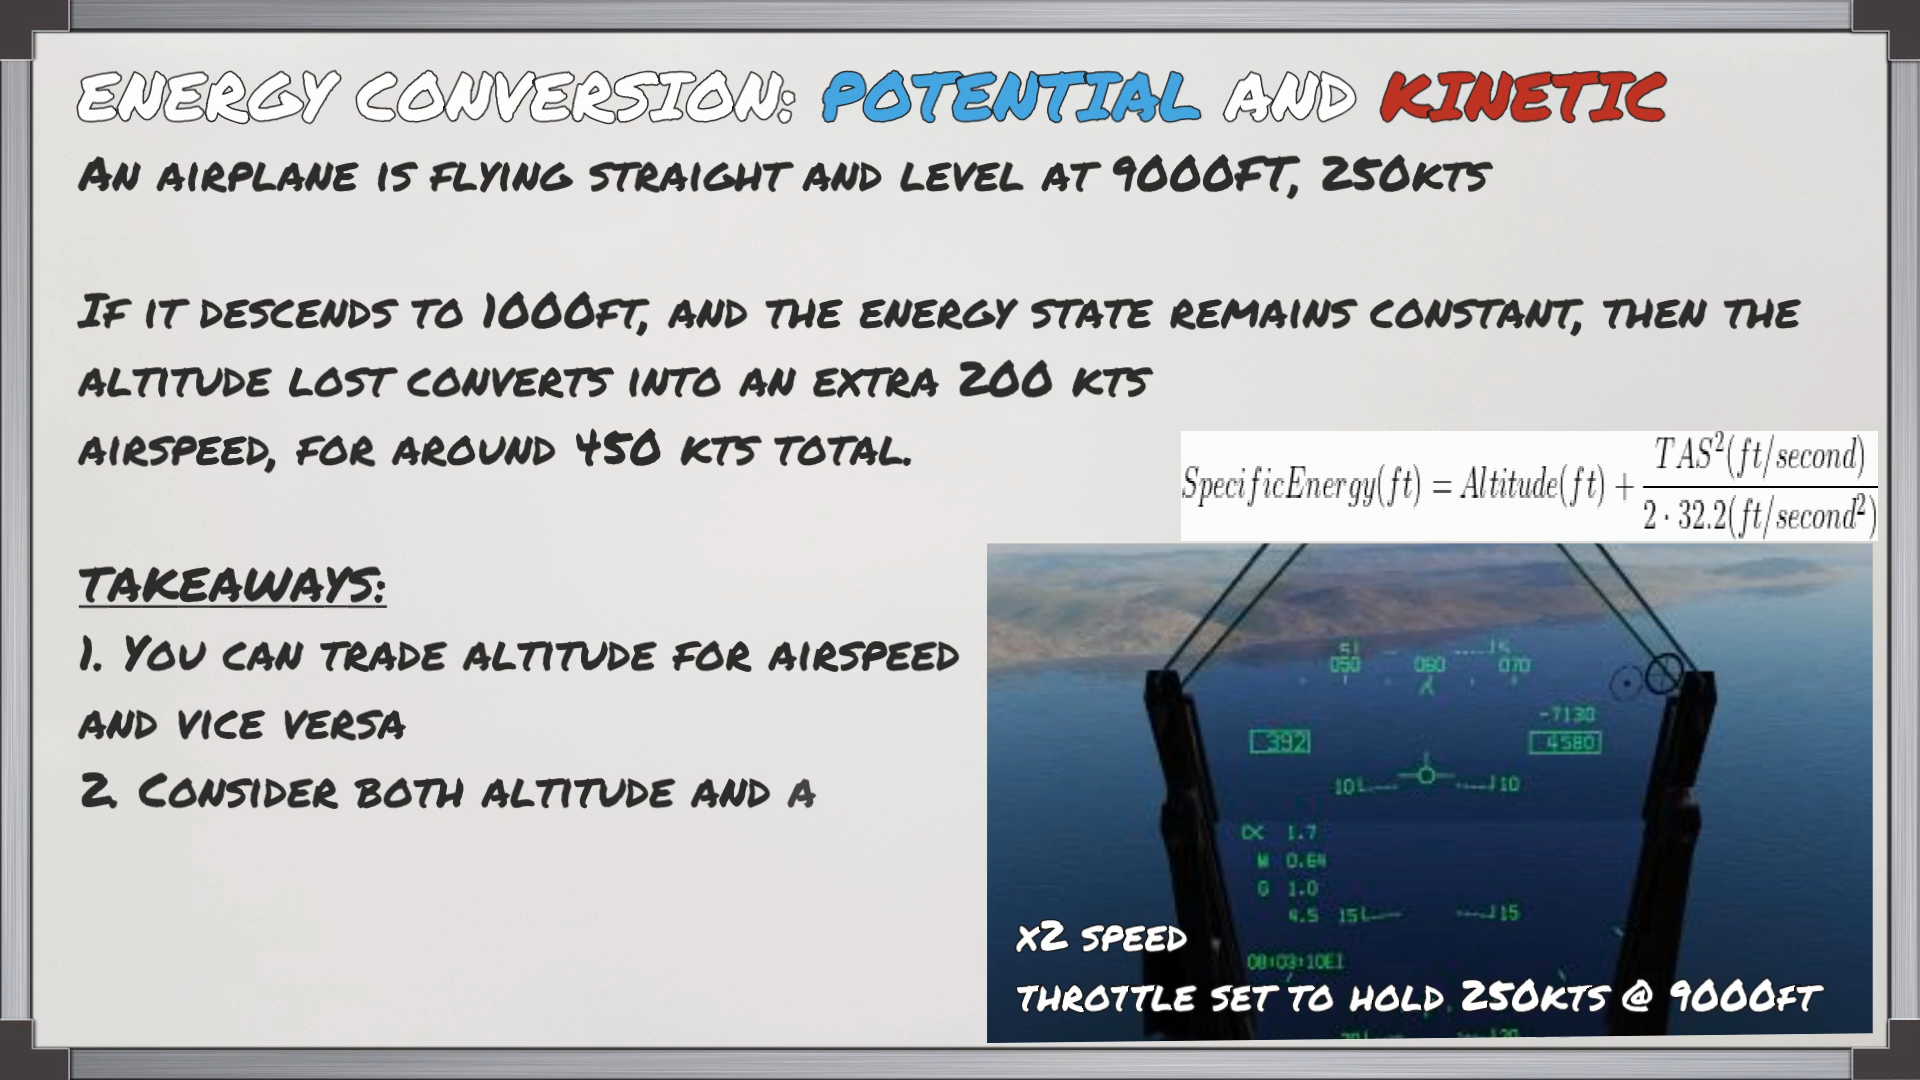 ENERGY CONVERSION: POTENTIAL AND KINETIC
AN AIRPLANE IS FLYING STRAIGHT AND LEVEL AT 9000FT, 250KTS
IF IT DESCENDS TO 1000FT, AND THE ENERGY STATE REMAINS CONSTANT, THEN THE
ALTITUDE LOST CONVERTS INTO AN EXTRA 200 KTS
AIRSPEED, FOR AROUND 450 KTS TOTAL.
SpecificEnergy(ft) = Altitude(ft) + TAS²(ft/second) / 2 · 32.2(ft/second²)
TAKEAWAYS:
1. YOU CAN TRADE ALTITUDE FOR AIRSPEED
AND VICE VERSA
2. CONSIDER BOTH ALTITUDE AND A
050 060 070
-7130
392 4580
10 10
α 1.7
M 0.64
G 1.0
4.5 15 15
X2 SPEED
08:03:10
THROTTLE SET TO HOLD 250KTS @ 9000FT